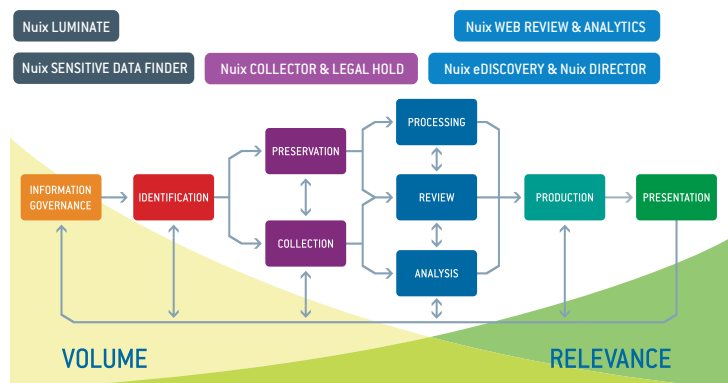 Nuix LUMINATE
Nuix WEB REVIEW & ANALYTICS
Nuix SENSITIVE DATA FINDER
Nuix COLLECTOR & LEGAL HOLD
Nuix eDISCOVERY & Nuix DIRECTOR
PROCESSING
PRESERVATION
INFORMATION
GOVERNANCE
IDENTIFICATION
REVIEW
PRODUCTION
PRESENTATION
COLLECTION
ANALYSIS
VOLUME
RELEVANCE